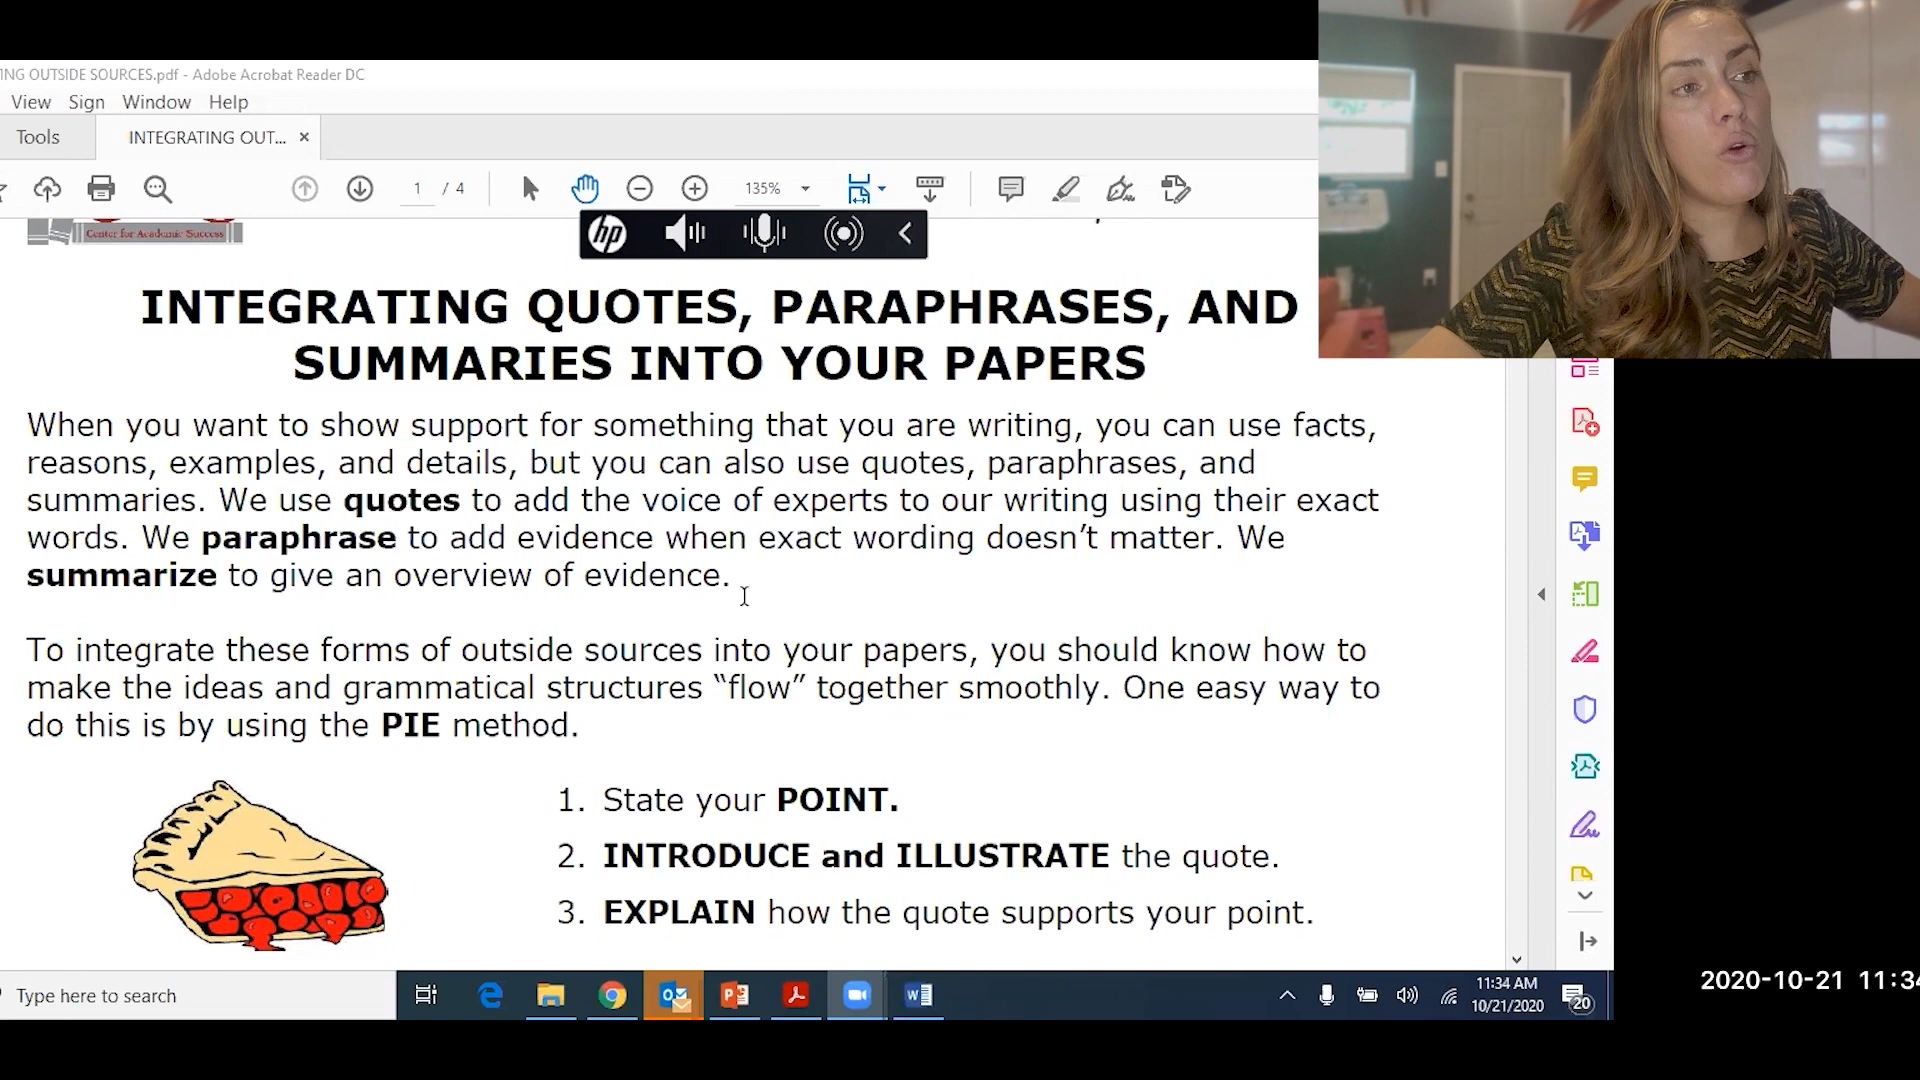 ING OUTSIDE SOURCES.pdf - Adobe Acrobat Reader DC
View Sign Window Help
Tools INTEGRATING OUT... ×
1 / 4 135%
hp
Center for Academic Success
INTEGRATING QUOTES, PARAPHRASES, AND
SUMMARIES INTO YOUR PAPERS
When you want to show support for something that you are writing, you can use facts,
reasons, examples, and details, but you can also use quotes, paraphrases, and
summaries. We use quotes to add the voice of experts to our writing using their exact
words. We paraphrase to add evidence when exact wording doesn’t matter. We
summarize to give an overview of evidence.
To integrate these forms of outside sources into your papers, you should know how to
make the ideas and grammatical structures “flow” together smoothly. One easy way to
do this is by using the PIE method.
1. State your POINT.
2. INTRODUCE and ILLUSTRATE the quote.
3. EXPLAIN how the quote supports your point.
Type here to search
11:34 AM
10/21/2020
20
2020-10-21 11:34